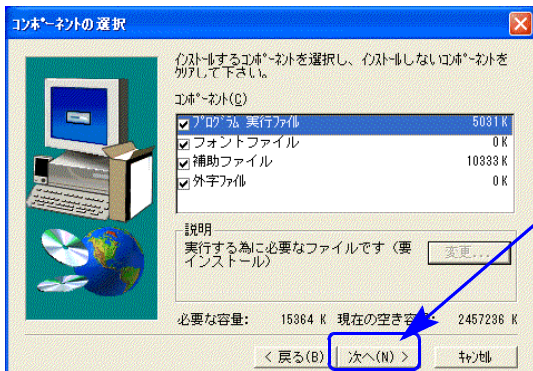 コンポーネントの選択
インストールするコンポーネントを選択し、インストールしないコンポーネントを
クリアして下さい。
コンポーネント(C)
プログラム 実行ファイル 5031 K
フォントファイル 0 K
補助ファイル 10333 K
外字ファイル 0 K
説明
実行する為に必要なファイルです（要
インストール）
変更...
必要な容量: 15364 K 現在の空き容量: 2457236 K
< 戻る(B) 次へ(N) > キャンセル